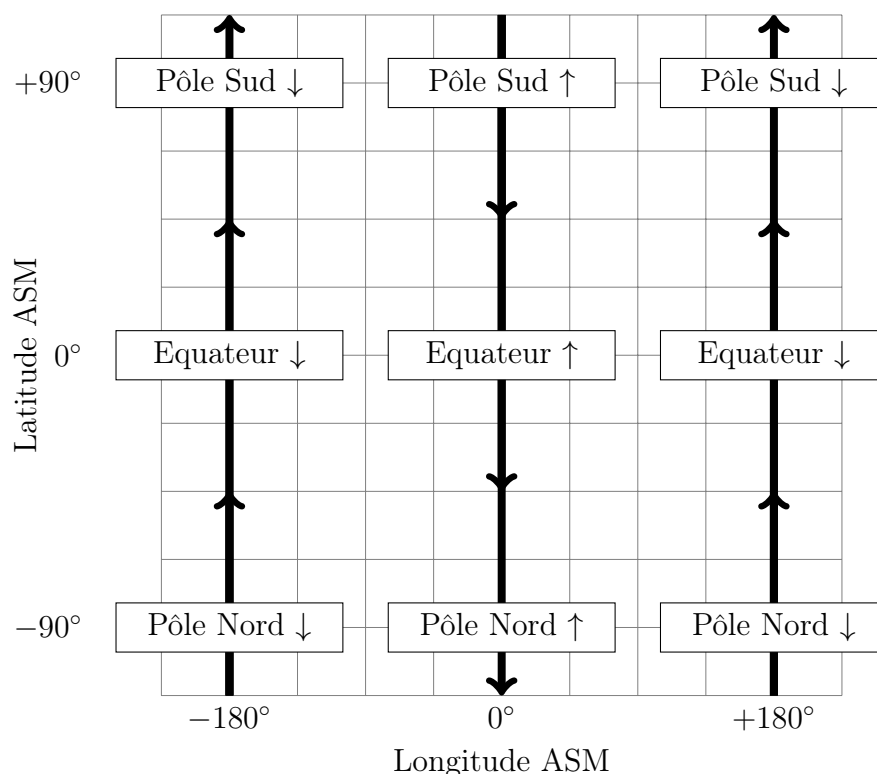 +90°
Pôle Sud ↓
Pôle Sud ↑
Pôle Sud ↓
Latitude ASM
0°
Equateur ↓
Equateur ↑
Equateur ↓
−90°
Pôle Nord ↓
Pôle Nord ↑
Pôle Nord ↓
−180°
0°
+180°
Longitude ASM